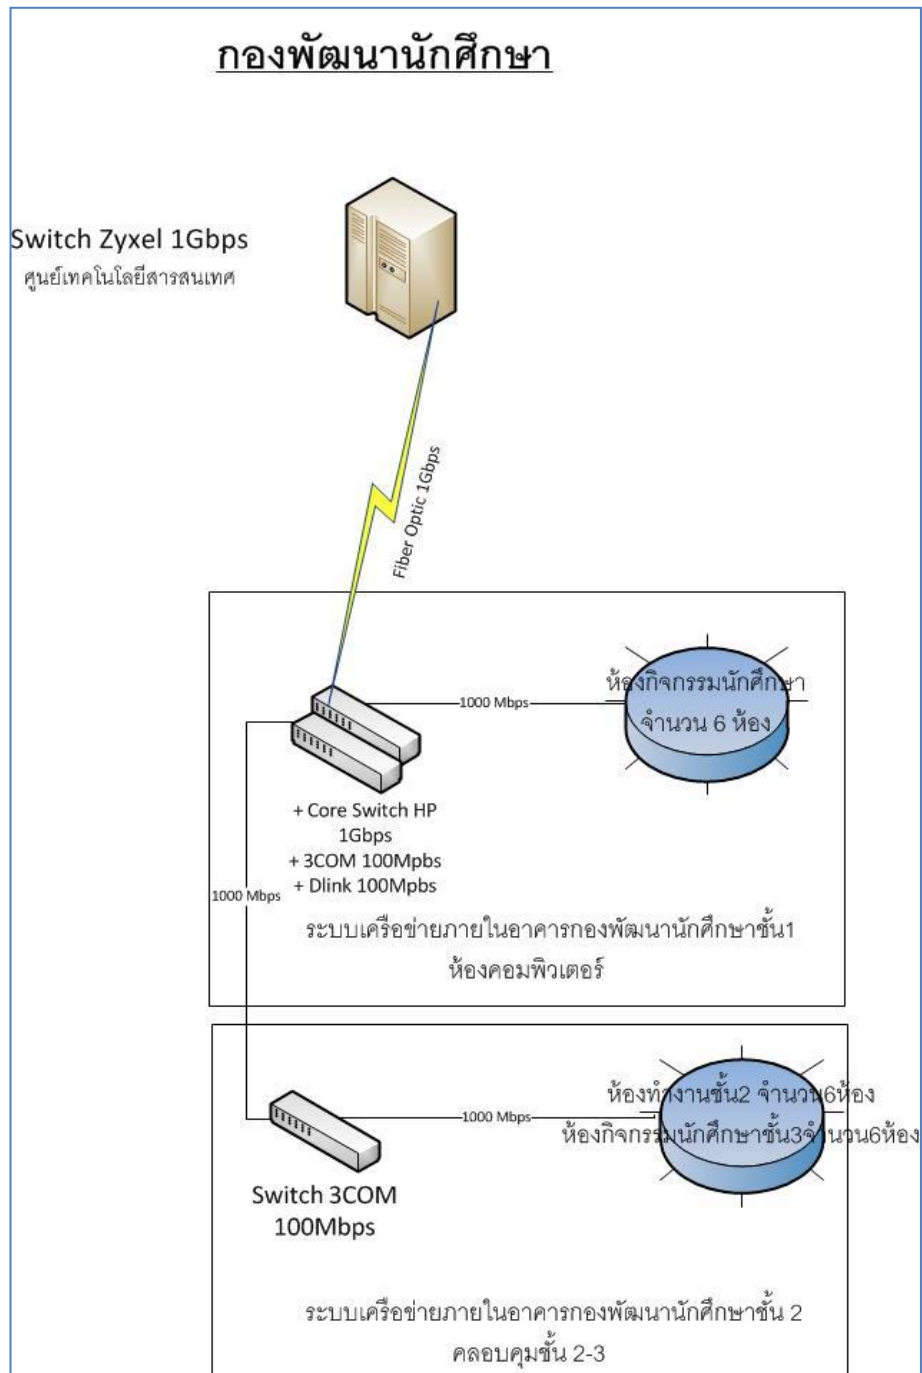 กองพัฒนานักศึกษา
Switch Zyxel 1Gbps
ศูนย์เทคโนโลยีสารสนเทศ
Fiber Optic 1Gbps
1000 Mbps
ห้องกิจกรรมนักศึกษา
จำนวน 6 ห้อง
+ Core Switch HP
1Gbps
+ 3COM 100Mpbs
+ Dlink 100Mpbs
1000 Mbps
ระบบเครือข่ายภายในอาคารกองพัฒนานักศึกษาชั้น1
ห้องคอมพิวเตอร์
ห้องทำงานชั้น2 จำนวน6ห้อง
1000 Mbps
ห้องกิจกรรมนักศึกษาชั้น3จำนวน6ห้อง
Switch 3COM
100Mbps
ระบบเครือข่ายภายในอาคารกองพัฒนานักศึกษาชั้น 2
คลอบคุมชั้น 2-3